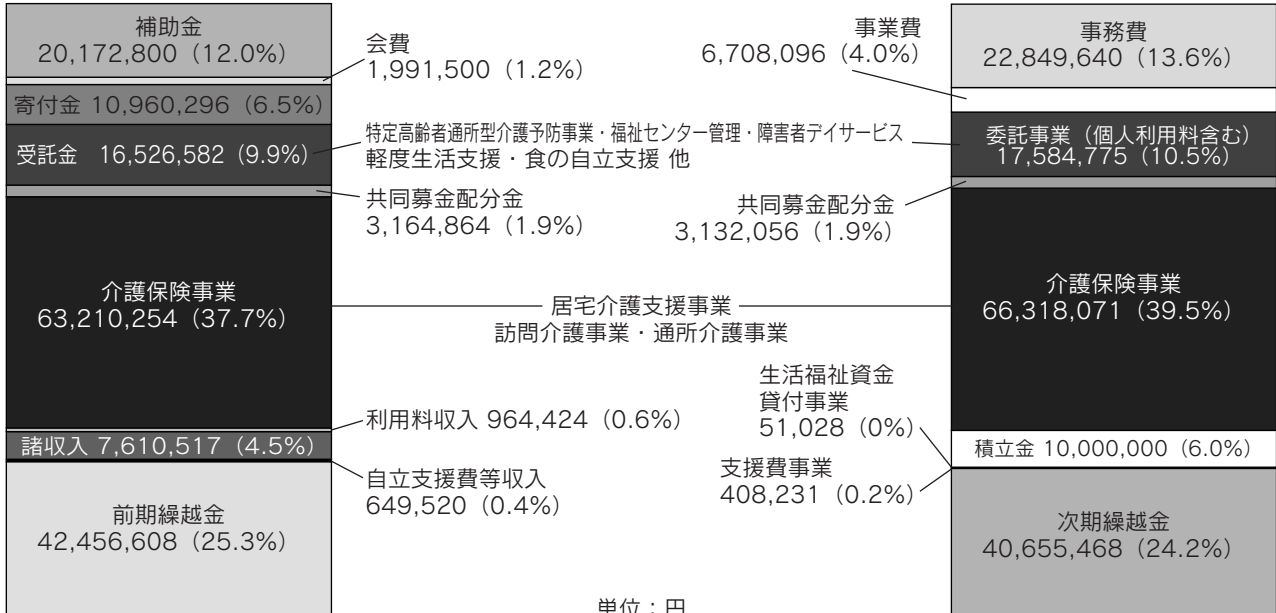 補助金
20,172,800（12.0%）
会費
1,991,500（1.2%）
寄付金 10,960,296（6.5%）
受託金 16,526,582（9.9%）
特定高齢者通所型介護予防事業・福祉センター管理・障害者デイサービス
軽度生活支援・食の自立支援 他
共同募金配分金
3,164,864（1.9%）
介護保険事業
63,210,254（37.7%）
居宅介護支援事業
訪問介護事業・通所介護事業
利用料収入 964,424（0.6%）
諸収入 7,610,517（4.5%）
自立支援費等収入
649,520（0.4%）
前期繰越金
42,456,608（25.3%）
事業費
6,708,096（4.0%）
事務費
22,849,640（13.6%）
委託事業（個人利用料含む）
17,584,775（10.5%）
共同募金配分金
3,132,056（1.9%）
介護保険事業
66,318,071（39.5%）
生活福祉資金
貸付事業
51,028（0%）
積立金 10,000,000（6.0%）
支援費事業
408,231（0.2%）
次期繰越金
40,655,468（24.2%）
単位：円